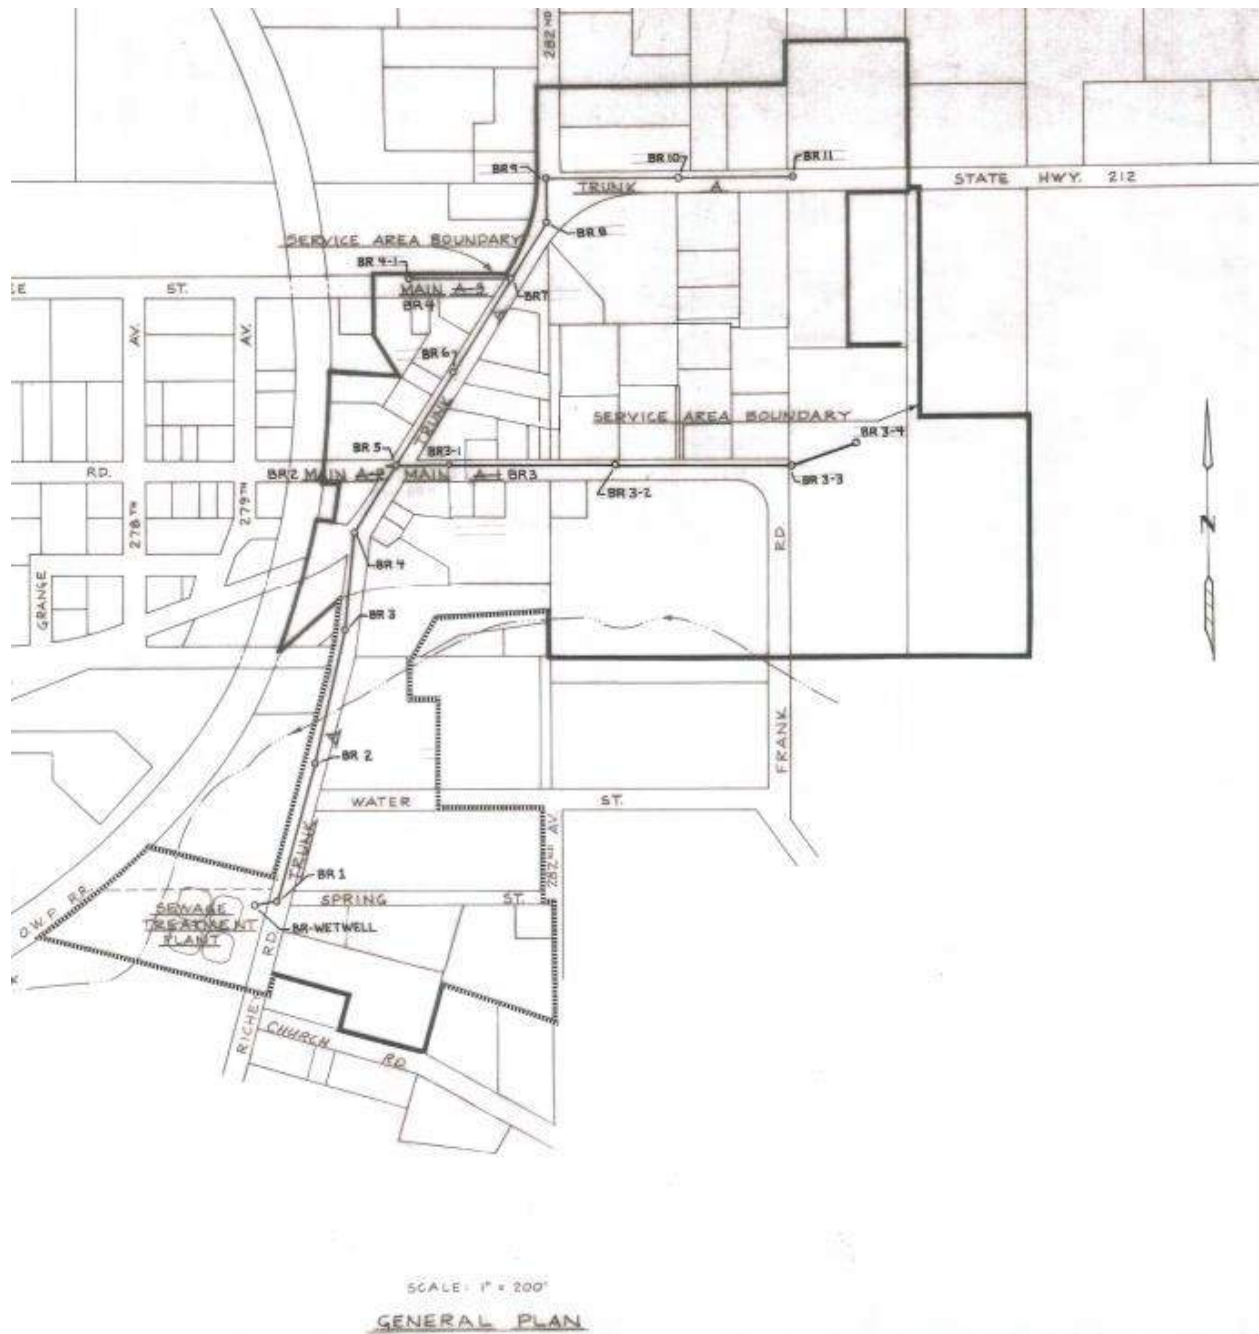 282ND
BR 9
BR 10
BR 11
TRUNK A
STATE HWY. 212
BR 8
SERVICE AREA BOUNDARY
BR 4-1
MAIN A-3
BR 4
BR 7
ST.
AV.
AV.
BR 6
TRUNK
SERVICE AREA BOUNDARY
BR 3-4
BR 5
BR 3-1
RD.
BR2 MAIN A-2 MAIN A-1 BR3
BR 3-2
BR 3-3
278TH
279TH
RD.
N
BR 4
GRANGE
BR 3
A
BR 2
FRANK
WATER ST.
TRUNK
282ND AV.
BR 1
O.W.P. RR.
SPRING ST.
SEWAGE
TREATMENT
PLANT
BR-WETWELL
RD.
RICHEY
CHURCH RD.
SCALE: 1" = 200'
GENERAL PLAN